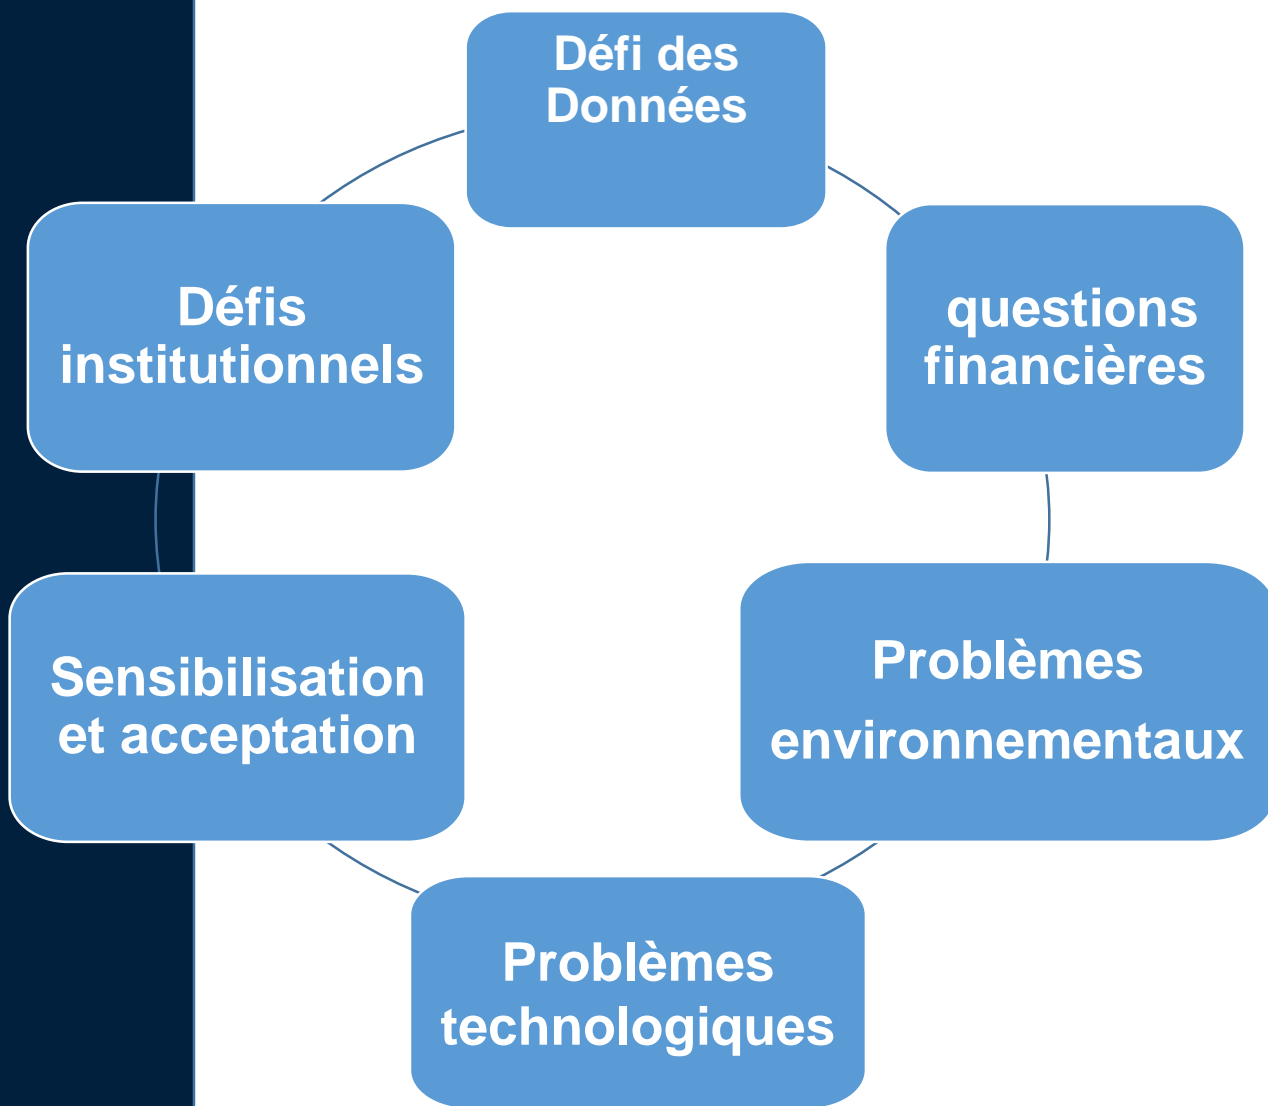 Défi des
Données
questions
financières
Problèmes
environnementaux
Problèmes
technologiques
Sensibilisation
et acceptation
Défis
institutionnels